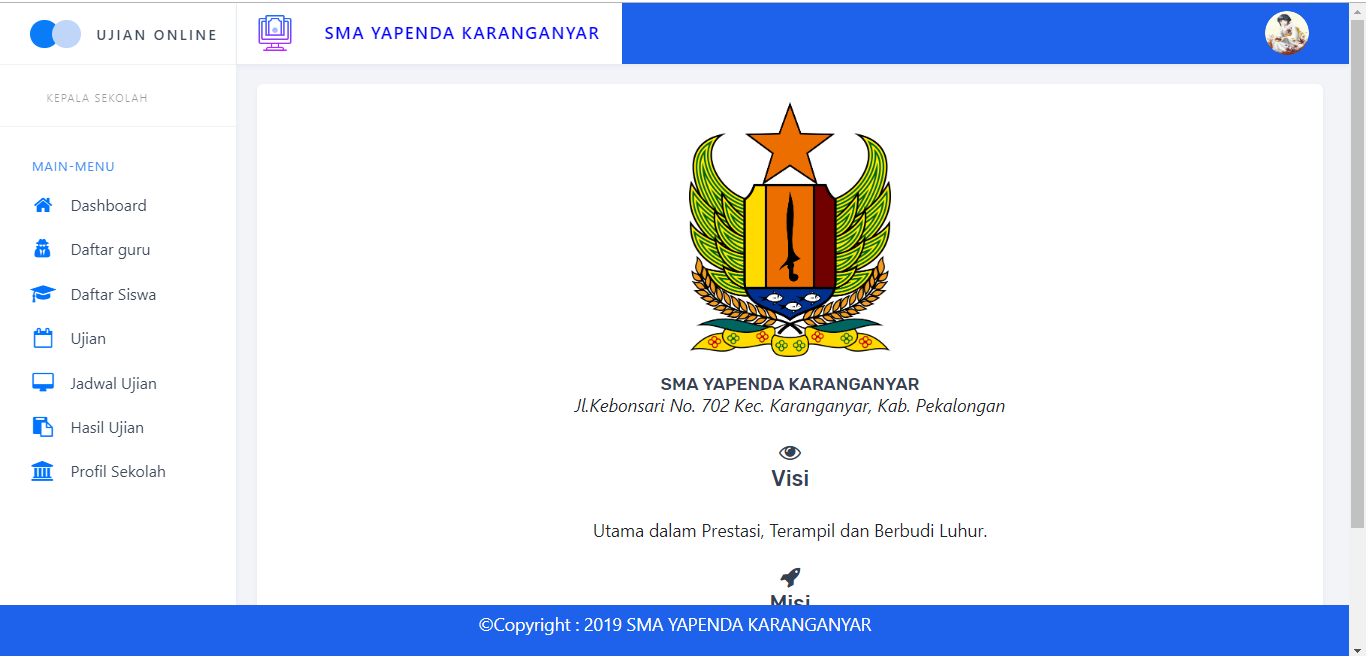 UJIAN ONLINE
SMA YAPENDA KARANGANYAR
KEPALA SEKOLAH
MAIN-MENU
Dashboard
Daftar guru
Daftar Siswa
Ujian
Jadwal Ujian
Hasil Ujian
Profil Sekolah
SMA YAPENDA KARANGANYAR
Jl.Kebonsari No. 702 Kec. Karanganyar, Kab. Pekalongan
Visi
Utama dalam Prestasi, Terampil dan Berbudi Luhur.
Misi
©Copyright : 2019 SMA YAPENDA KARANGANYAR